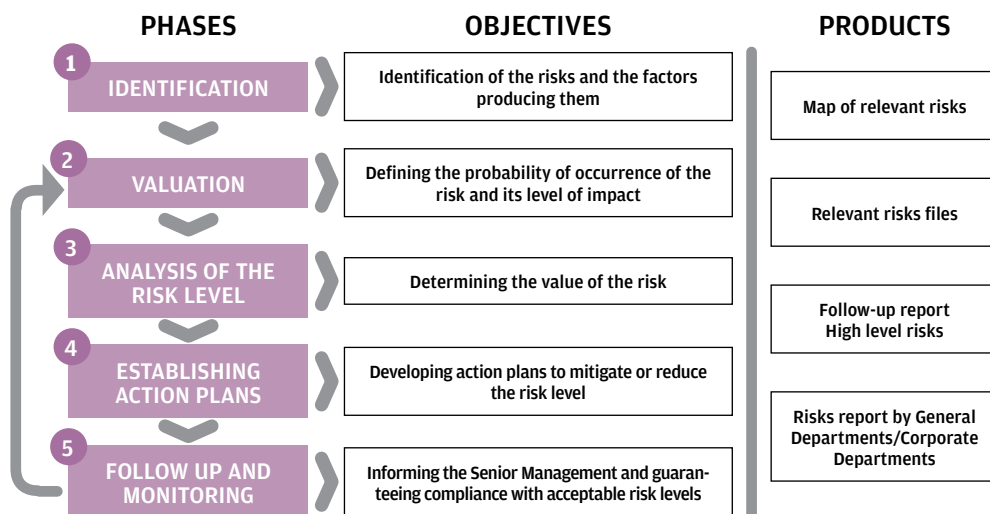 PHASES
OBJECTIVES
PRODUCTS
1
IDENTIFICATION
Identification of the risks and the factors
producing them
2
VALUATION
Defining the probability of occurrence of the
risk and its level of impact
3
ANALYSIS OF THE
RISK LEVEL
Determining the value of the risk
4
ESTABLISHING
ACTION PLANS
Developing action plans to mitigate or reduce
the risk level
5
FOLLOW UP AND
MONITORING
Informing the Senior Management and guaran-
teeing compliance with acceptable risk levels
Map of relevant risks
Relevant risks files
Follow-up report
High level risks
Risks report by General
Departments/Corporate
Departments